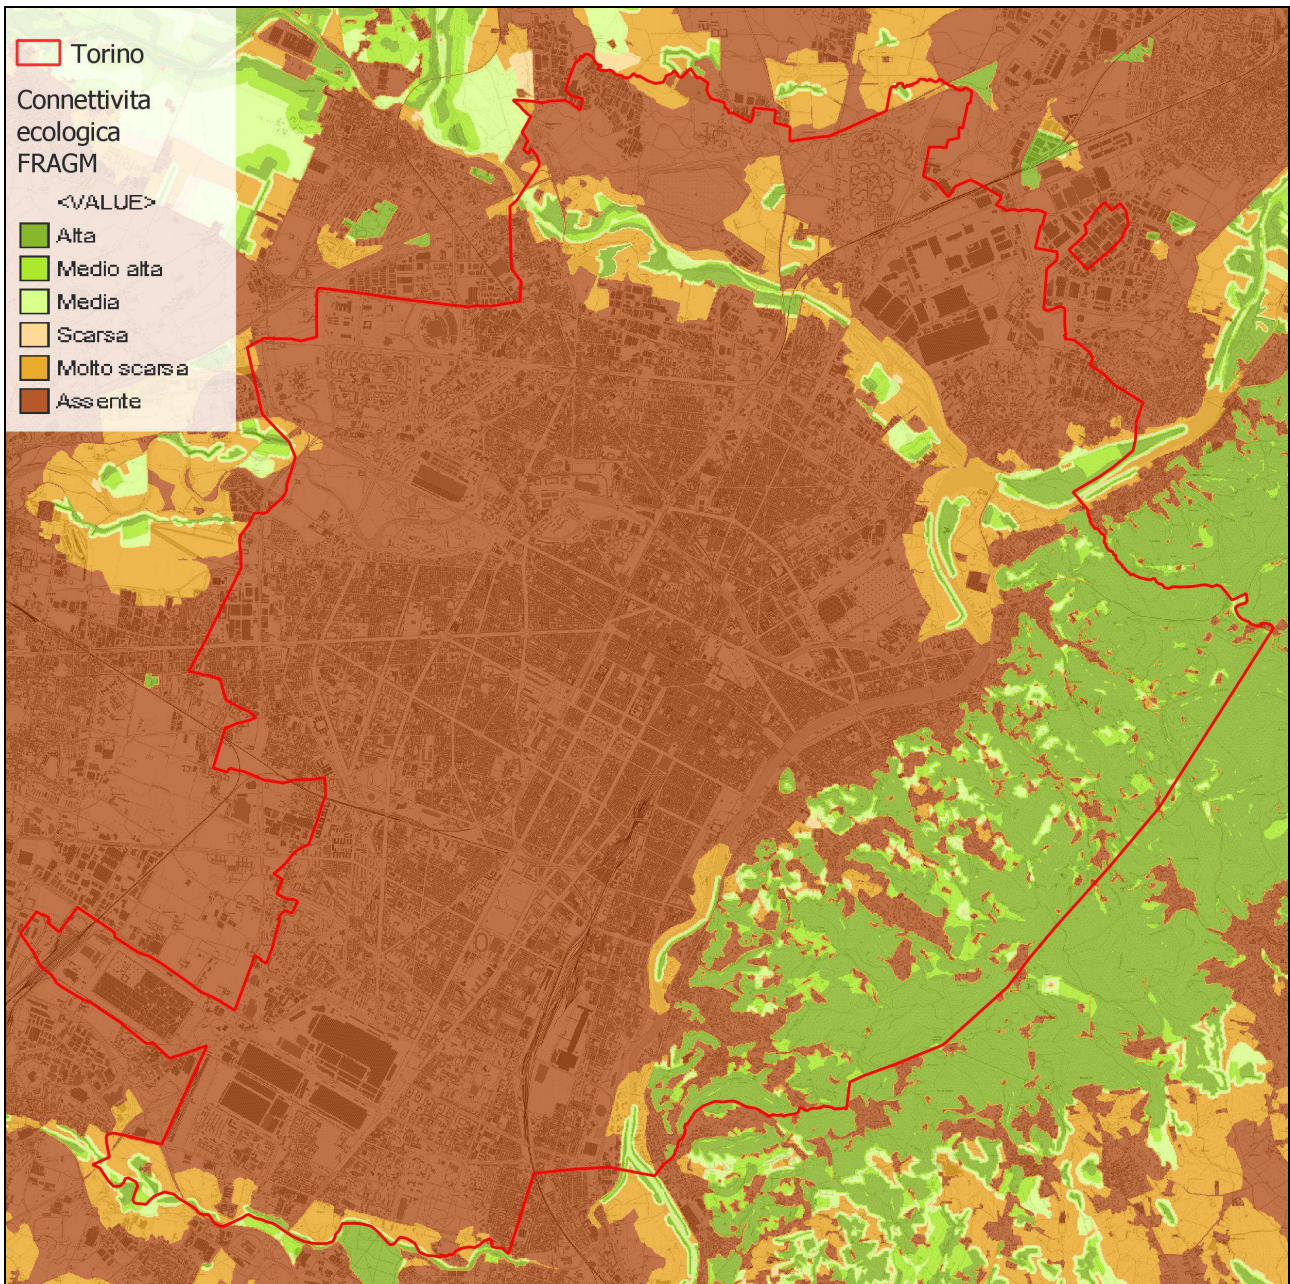 Torino
Connettivita
ecologica
FRAGM
<VALUE>
Alta
Medio alta
Media
Scarsa
Molto scarsa
Assente